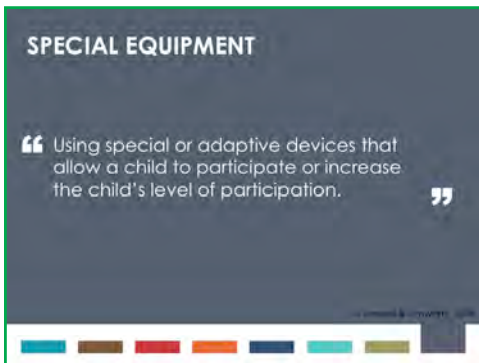 SPECIAL EQUIPMENT
“ Using special or adaptive devices that
allow a child to participate or increase
the child’s level of participation. ”